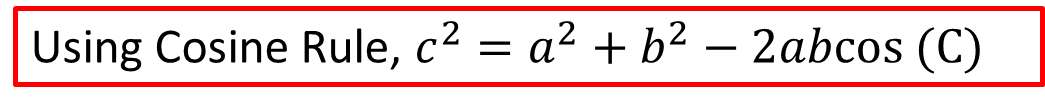 Using Cosine Rule, c² = a² + b² − 2abcos (C)